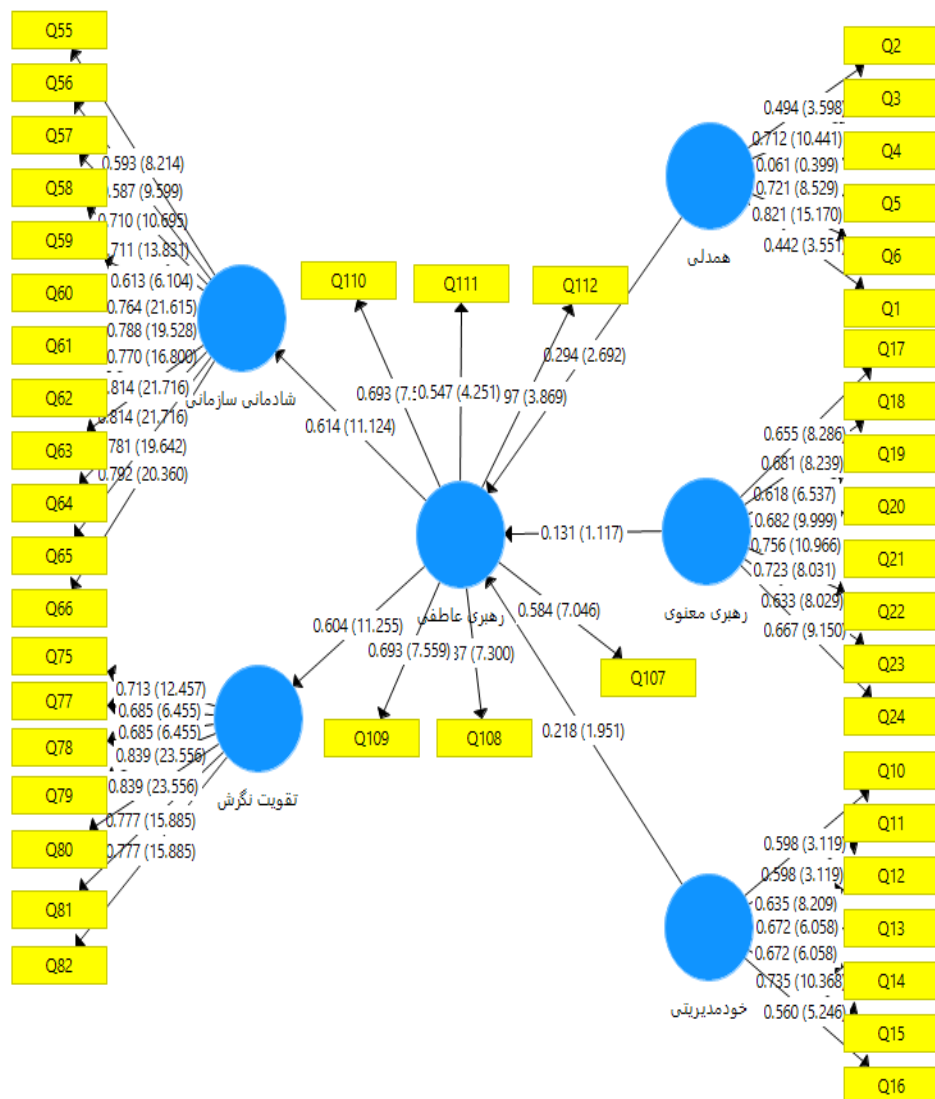 Q55
Q56
Q57
Q58
Q59
Q60
Q61
Q62
Q63
Q64
Q65
Q66
0.593 (8.214)
.587 (9.599)
0.710 (10.695)
.711 (13.831)
0.613 (6.104)
0.764 (21.615)
0.788 (19.528)
0.770 (16.800)
.814 (21.716)
0.814 (21.716)
.781 (19.642)
0.792 (20.360)
شادمانی سازمانی
Q75
Q77
Q78
Q79
Q80
Q81
Q82
0.713 (12.457)
0.685 (6.455)
0.685 (6.455)
0.839 (23.556)
0.839 (23.556)
0.777 (15.885)
0.777 (15.885)
تقویت نگرش
Q110
Q111
Q112
0.693 (7.5
0.547 (4.251)
97 (3.869)
0.614 (11.124)
0.294 (2.692)
0.131 (1.117)
رهبری عاطفی
0.604 (11.255)
0.693 (7.559)
37 (7.300)
0.584 (7.046)
0.218 (1.951)
Q109
Q108
Q107
Q2
Q3
Q4
Q5
Q6
Q1
0.494 (3.598)
0.712 (10.441)
0.061 (0.399)
0.721 (8.529)
0.821 (15.170)
0.442 (3.551)
همدلی
Q17
Q18
Q19
Q20
Q21
Q22
Q23
Q24
0.655 (8.286)
0.681 (8.239)
0.618 (6.537)
0.682 (9.999)
0.756 (10.966)
0.723 (8.031)
0.633 (8.029)
0.667 (9.150)
رهبری معنوی
Q10
Q11
Q12
Q13
Q14
Q15
Q16
0.598 (3.119)
0.598 (3.119)
0.635 (8.209)
0.672 (6.058)
0.672 (6.058)
0.735 (10.368)
0.560 (5.246)
خودمدیریتی